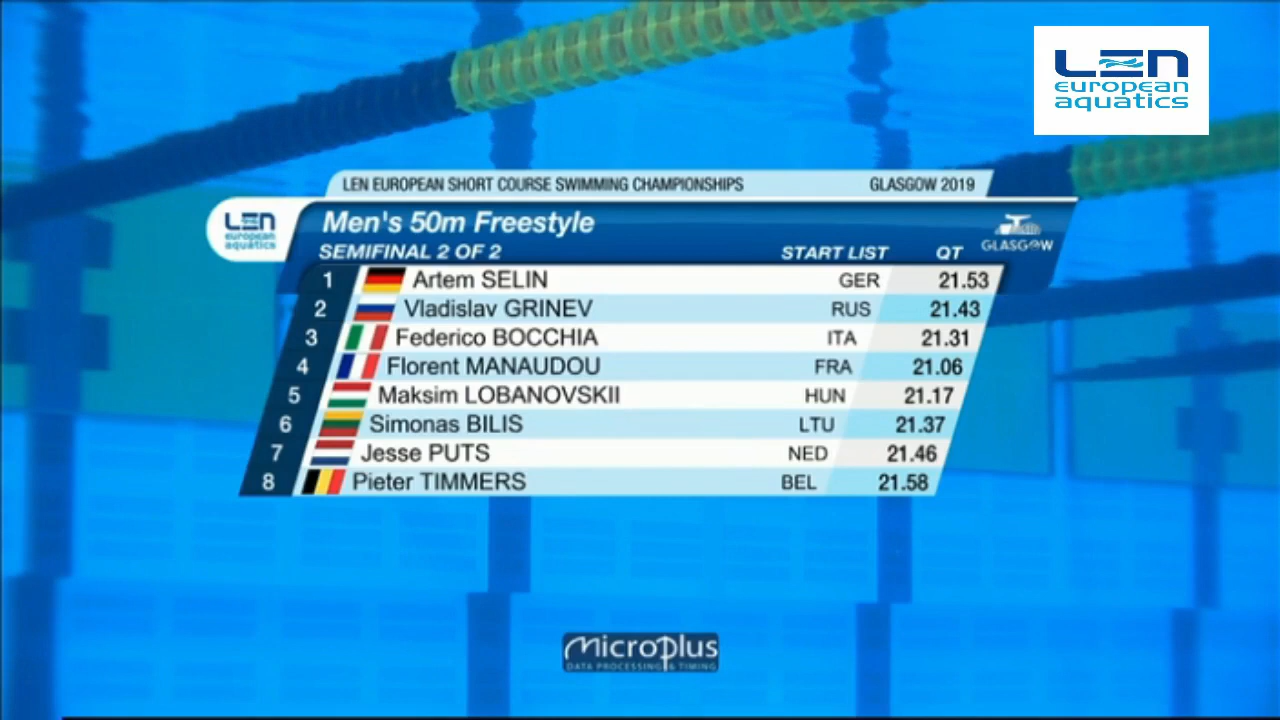 LEN
european
aquatics
LEN EUROPEAN SHORT COURSE SWIMMING CHAMPIONSHIPS GLASGOW 2019
LEN
european
aquatics
Men's 50m Freestyle
GLASGOW
SEMIFINAL 2 OF 2 START LIST QT
1 Artem SELIN GER 21.53
2 Vladislav GRINEV RUS 21.43
3 Federico BOCCHIA ITA 21.31
4 Florent MANAUDOU FRA 21.06
5 Maksim LOBANOVSKII HUN 21.17
6 Simonas BILIS LTU 21.37
7 Jesse PUTS NED 21.46
8 Pieter TIMMERS BEL 21.58
Microplus
DATA PROCESSING & TIMING